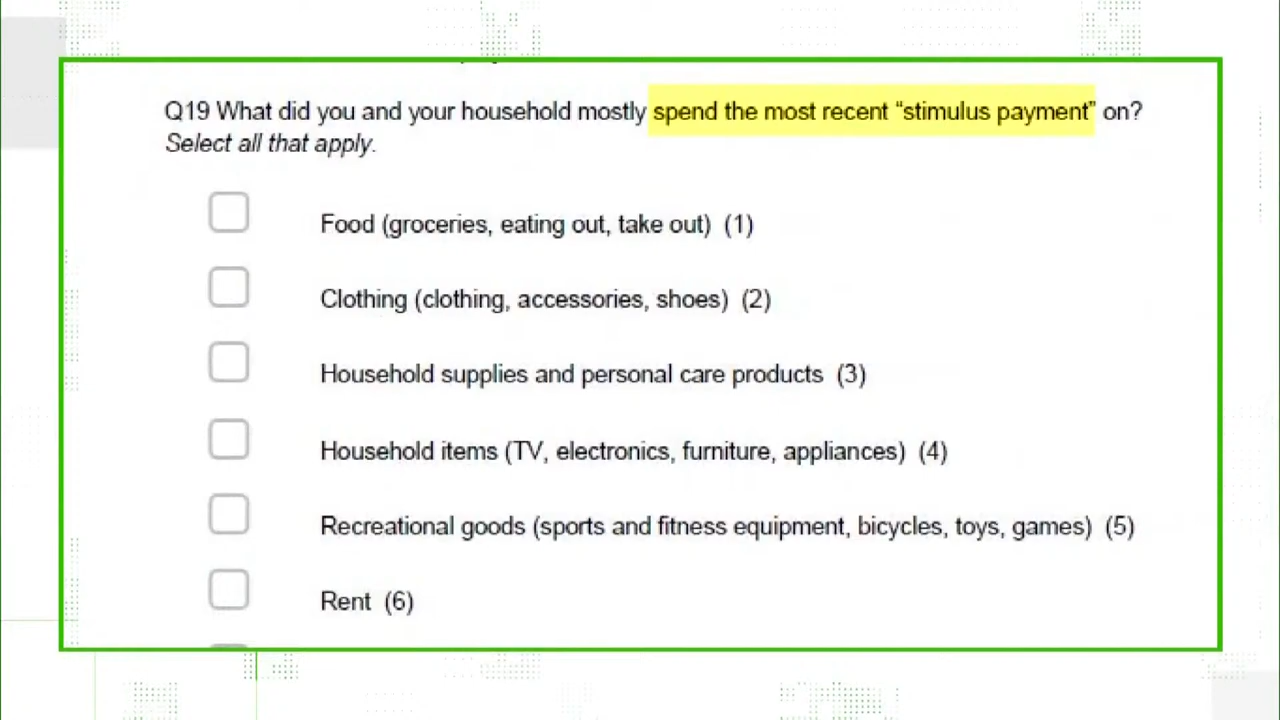 Q19 What did you and your household mostly spend the most recent “stimulus payment” on?
Select all that apply.
Food (groceries, eating out, take out) (1)
Clothing (clothing, accessories, shoes) (2)
Household supplies and personal care products (3)
Household items (TV, electronics, furniture, appliances) (4)
Recreational goods (sports and fitness equipment, bicycles, toys, games) (5)
Rent (6)